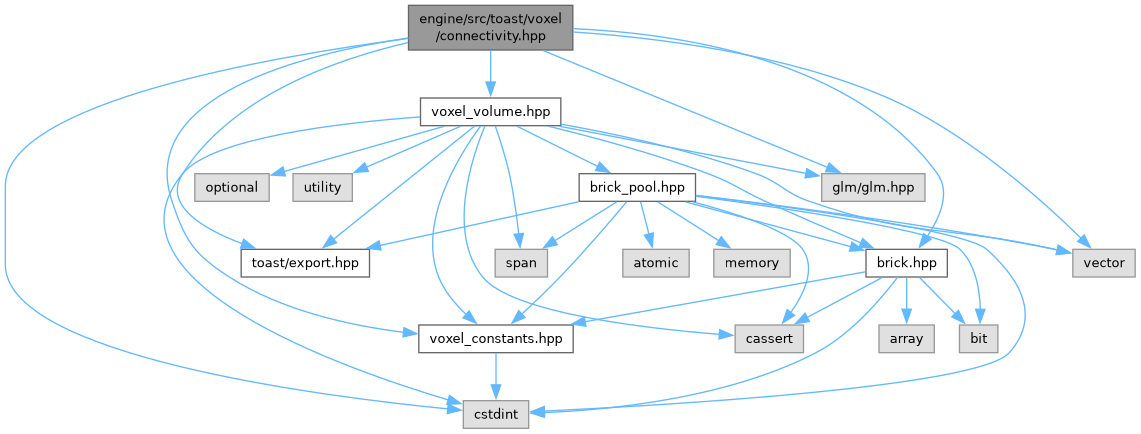 engine/src/toast/voxel
/connectivity.hpp
voxel_volume.hpp
optional
utility
brick_pool.hpp
glm/glm.hpp
toast/export.hpp
span
atomic
memory
brick.hpp
vector
voxel_constants.hpp
cassert
array
bit
cstdint